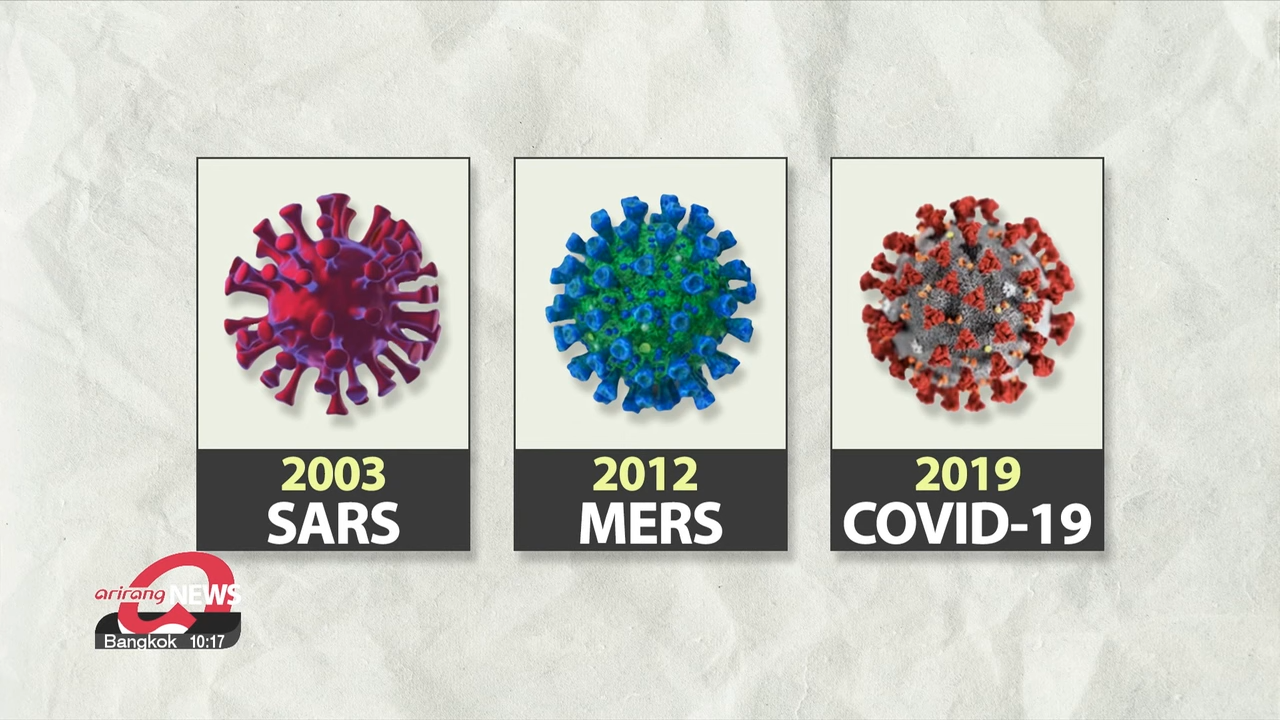 2003
SARS
2012
MERS
2019
COVID-19
arirang NEWS
Bangkok 10:17